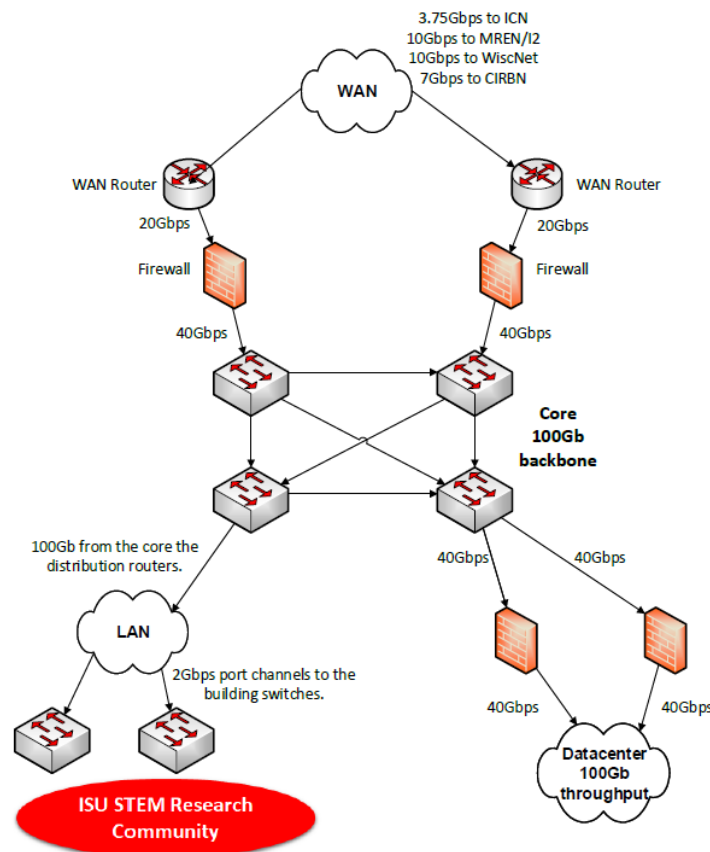 3.75Gbps to ICN
10Gbps to MREN/I2
10Gbps to WiscNet
7Gbps to CIRBN
WAN
WAN Router
WAN Router
20Gbps
20Gbps
Firewall
Firewall
40Gbps
40Gbps
Core
100Gb
backbone
100Gb from the core the
distribution routers.
40Gbps
40Gbps
LAN
2Gbps port channels to the
building switches.
40Gbps
40Gbps
Datacenter
100Gb
throughput
ISU STEM Research
Community